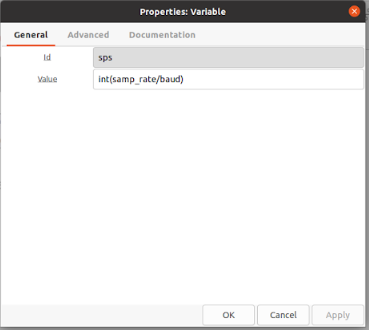 Properties: Variable
General Advanced Documentation
Id sps
Value int(samp_rate/baud)
OK Cancel Apply